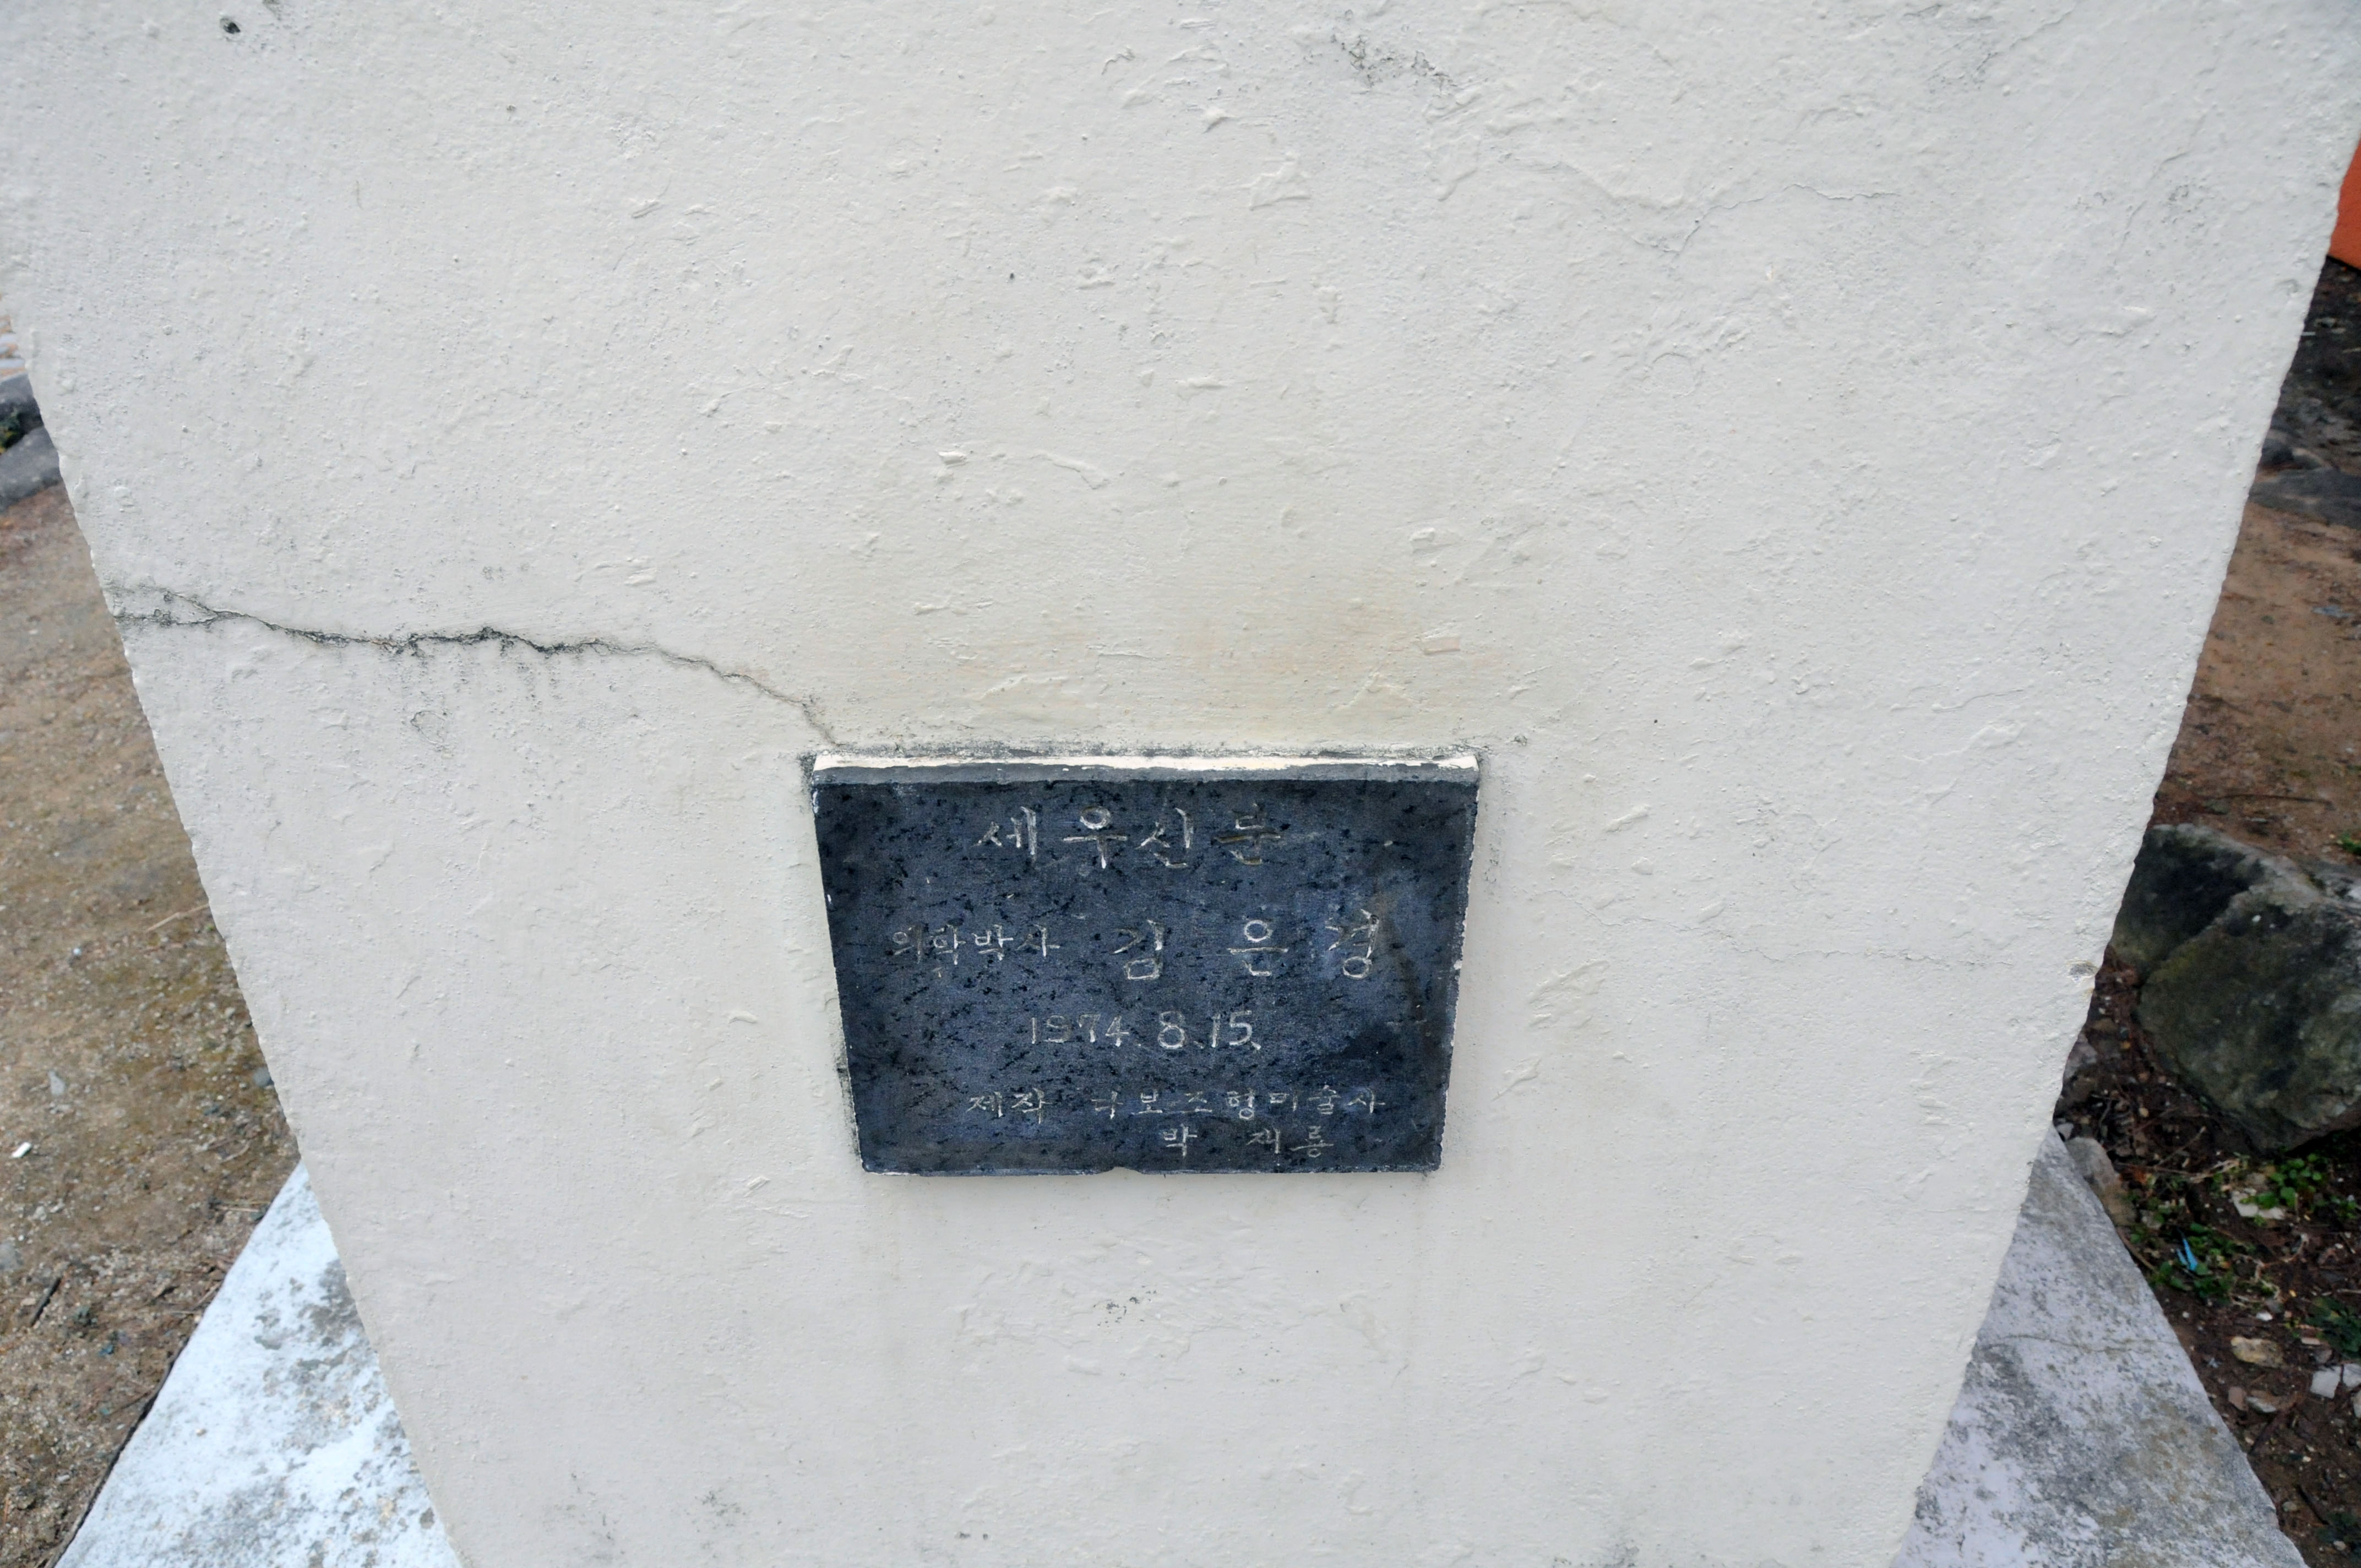 세우신 분
의학박사 김 은 경
1974. 8. 15.
제작 국보조형미술사
박 재 룡